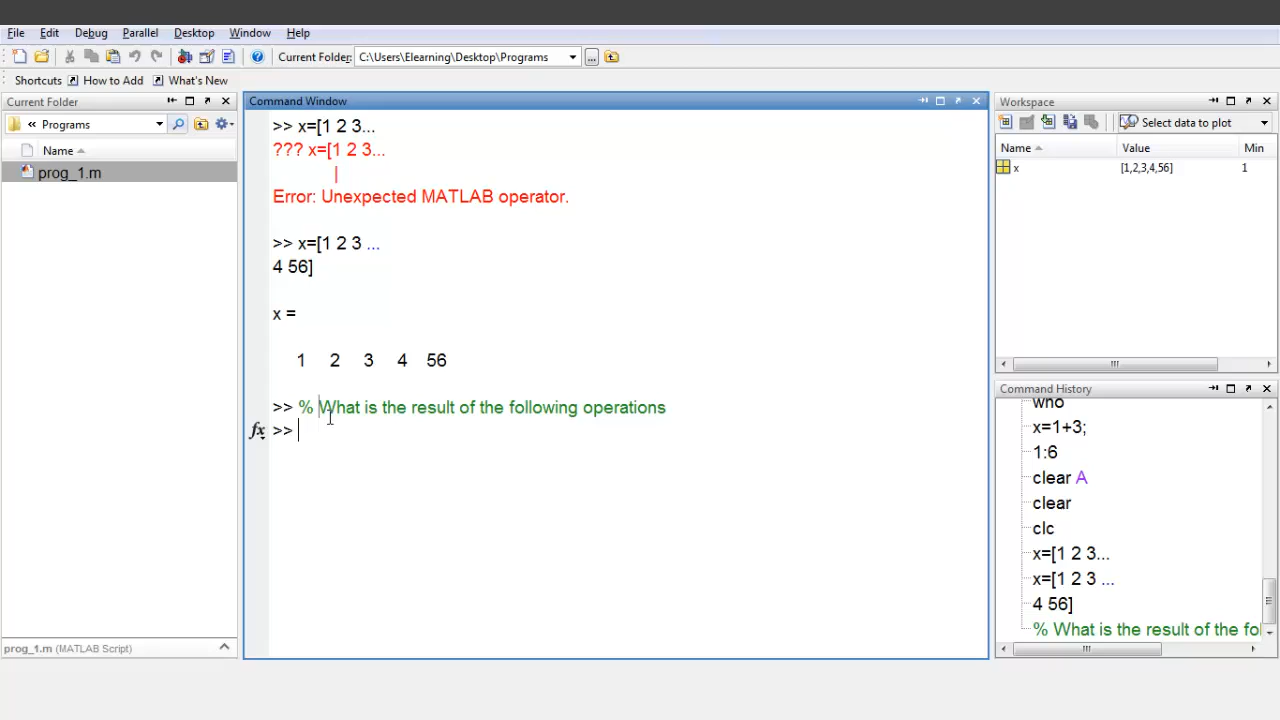 File Edit Debug Parallel Desktop Window Help
Current Folder: C:\Users\Elearning\Desktop\Programs ...
Shortcuts How to Add What's New
Current Folder
« Programs
Name
prog_1.m
prog_1.m (MATLAB Script)
Command Window
>> x=[1 2 3...
??? x=[1 2 3...
|
Error: Unexpected MATLAB operator.
>> x=[1 2 3 ...
4 56]
x =
1 2 3 4 56
>> % What is the result of the following operations
fx >>
Workspace
Select data to plot
Name Value Min
x [1,2,3,4,56] 1
Command History
who
x=1+3;
1:6
clear A
clear
clc
x=[1 2 3...
x=[1 2 3 ...
4 56]
% What is the result of the fol